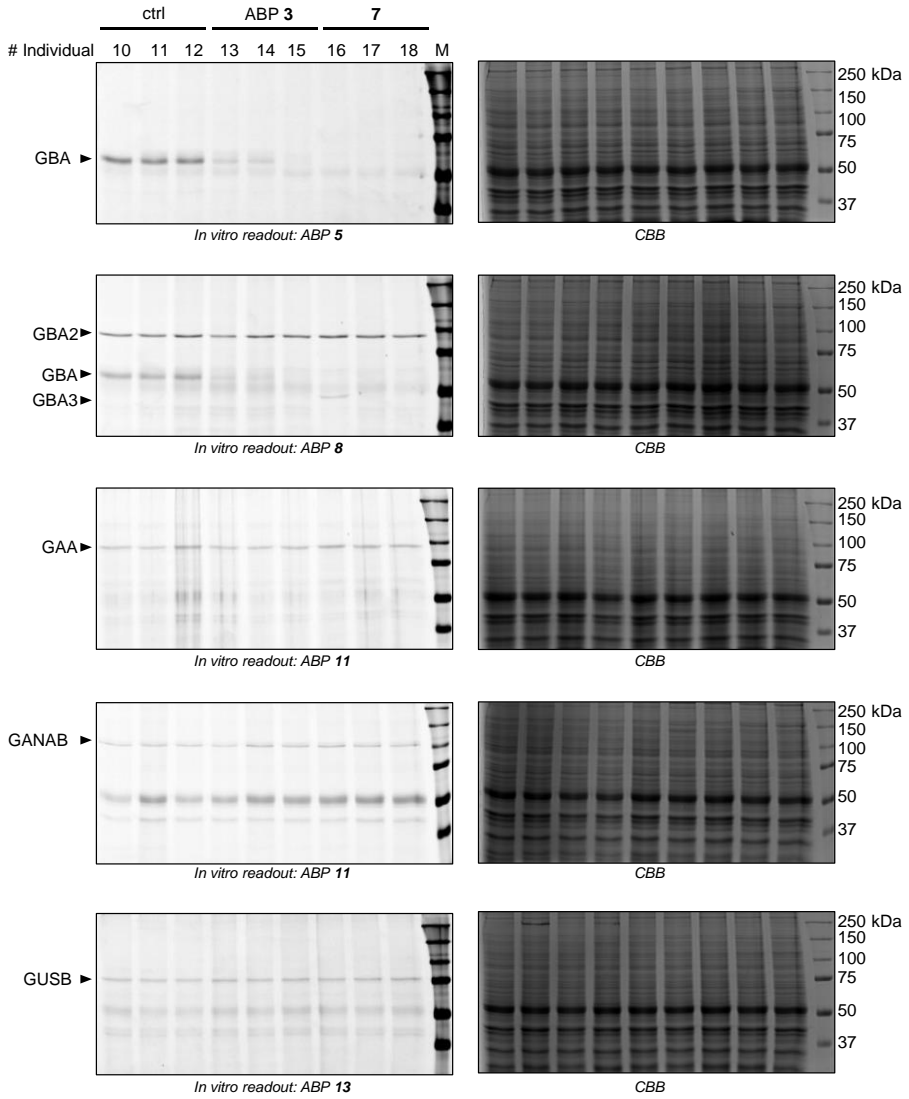 ctrl ABP 3 7
# Individual 10 11 12 13 14 15 16 17 18 M
250 kDa
150
100
75
GBA
50
37
In vitro readout: ABP 5 CBB
250 kDa
150
GBA2
100
75
GBA
50
GBA3
37
In vitro readout: ABP 8 CBB
250 kDa
150
GAA
100
75
50
37
In vitro readout: ABP 11 CBB
250 kDa
150
GANAB
100
75
50
37
In vitro readout: ABP 11 CBB
250 kDa
150
100
GUSB
75
50
37
In vitro readout: ABP 13 CBB